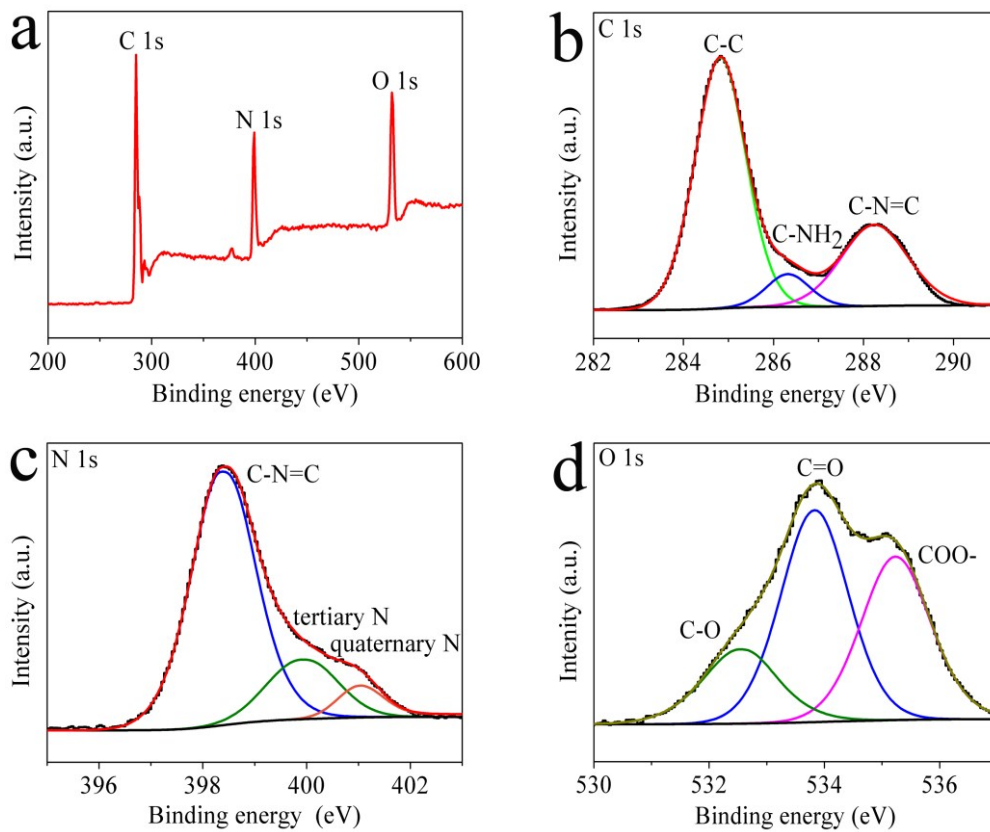 a
C 1s
N 1s
O 1s
Intensity (a.u.)
200 300 400 500 600
Binding energy (eV)
b
C 1s
C-C
C-NH2
C-N=C
Intensity (a.u.)
282 284 286 288 290
Binding energy (eV)
c
N 1s
C-N=C
tertiary N
quaternary N
Intensity (a.u.)
396 398 400 402
Binding energy (eV)
d
O 1s
C=O
COO-
C-O
Intenity (a.u.)
530 532 534 536
Binding energy (eV)